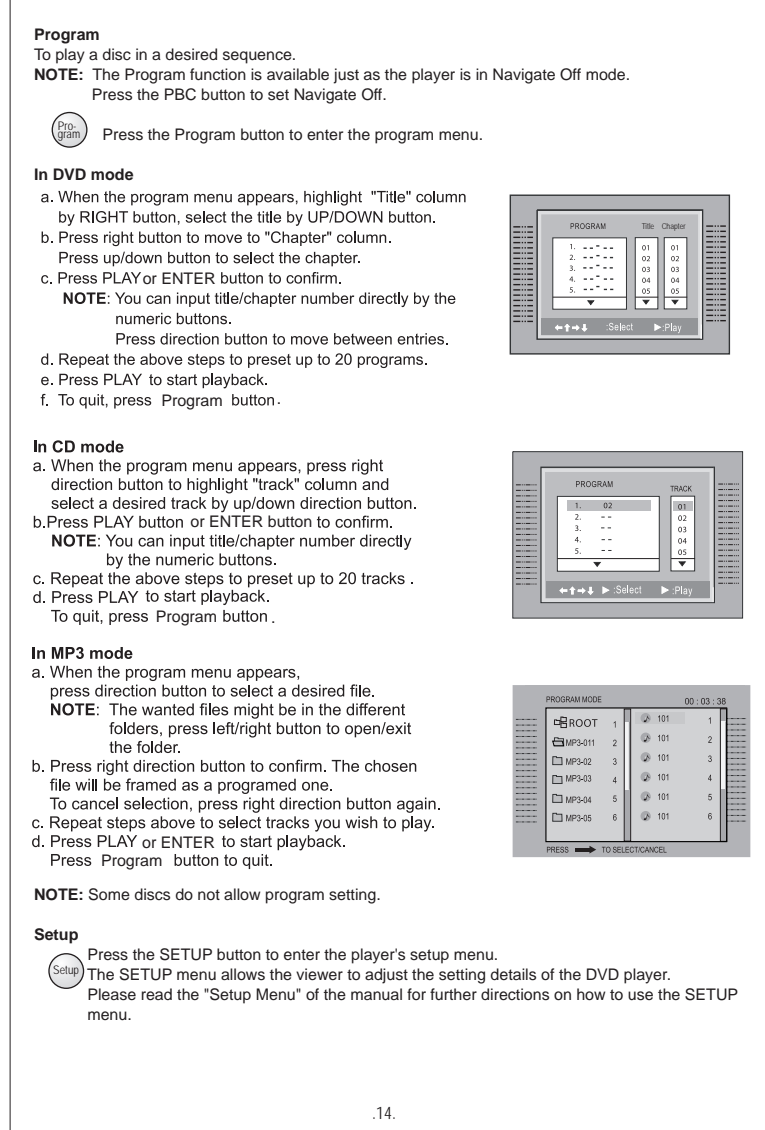 Program
To play a disc in a desired sequence.
NOTE: The Program function is available just as the player is in Navigate Off mode.
Press the PBC button to set Navigate Off.
Pro-
gram
Press the Program button to enter the program menu.
In DVD mode
a. When the program menu appears, highlight "Title" column
by RIGHT button, select the title by UP/DOWN button.
b. Press right button to move to "Chapter" column.
Press up/down button to select the chapter.
c. Press PLAY or ENTER button to confirm.
NOTE: You can input title/chapter number directly by the
numeric buttons.
Press direction button to move between entries.
d. Repeat the above steps to preset up to 20 programs.
e. Press PLAY to start playback.
f. To quit, press Program button.
PROGRAM Title Chapter
1. --"-- 01 01
2. --"-- 02 02
3. --"-- 03 03
4. --"-- 04 04
5. --"-- 05 05
▼ ▼ ▼
←↑→↓ :Select ►:Play
In CD mode
a. When the program menu appears, press right
direction button to highlight "track" column and
select a desired track by up/down direction button.
b.Press PLAY button or ENTER button to confirm.
NOTE: You can input title/chapter number directly
by the numeric buttons.
c. Repeat the above steps to preset up to 20 tracks .
d. Press PLAY to start playback.
To quit, press Program button .
PROGRAM TRACK
1. 02 01
2. -- 02
3. -- 03
4. -- 04
5. -- 05
▼ ▼
←↑→↓ ► :Select ► :Play
In MP3 mode
a. When the program menu appears,
press direction button to select a desired file.
NOTE: The wanted files might be in the different
folders, press left/right button to open/exit
the folder.
b. Press right direction button to confirm. The chosen
file will be framed as a programed one.
To cancel selection, press right direction button again.
c. Repeat steps above to select tracks you wish to play.
d. Press PLAY or ENTER to start playback.
Press Program button to quit.
PROGRAM MODE 00 : 03 : 38
ROOT 1 101 1
MP3-011 2 101 2
MP3-02 3 101 3
MP3-03 4 101 4
MP3-04 5 101 5
MP3-05 6 101 6
PRESS → TO SELECT/CANCEL
NOTE: Some discs do not allow program setting.
Setup
Setup
Press the SETUP button to enter the player's setup menu.
The SETUP menu allows the viewer to adjust the setting details of the DVD player.
Please read the "Setup Menu" of the manual for further directions on how to use the SETUP
menu.
.14.